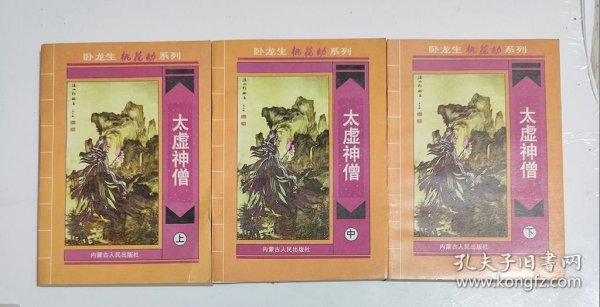 卧龙生桃花劫系列
太虚神僧
上
内蒙古人民出版社
卧龙生桃花劫系列
太虚神僧
中
内蒙古人民出版社
卧龙生桃花劫系列
太虚神僧
下
内蒙古人民出版社
孔夫子旧书网
www.kongfz.com